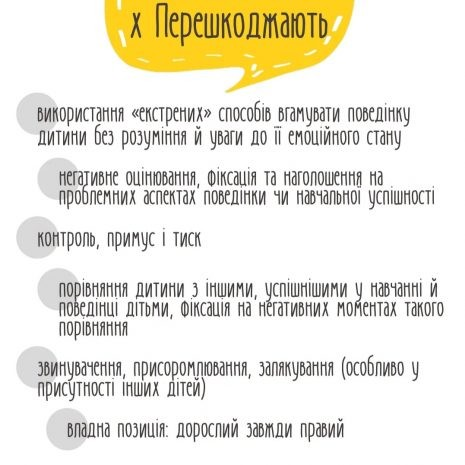 х Перешкоджають
використання «екстрених» способів вгамувати поведінку
дитини без розуміння й уваги до її емоційного стану
негативне оцінювання, фіксація та наголошення на
проблемних аспектах поведінки чи навчальної успішності
контроль, примус і тиск
порівняння дитини з іншими, успішнішими у навчанні й
поведінці дітьми, фіксація на негативних моментах такого
порівняння
звинувачення, присоромлювання, залякування (особливо у
присутності інших дітей)
владна позиція: дорослий завжди правий